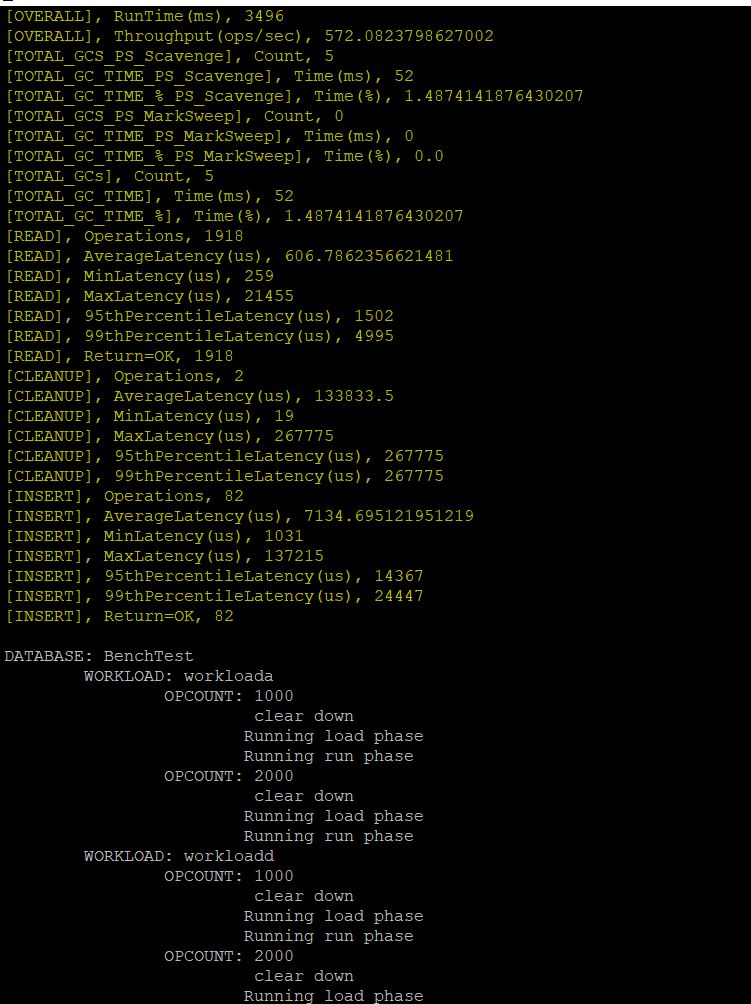 [OVERALL], RunTime(ms), 3496
[OVERALL], Throughput(ops/sec), 572.0823798627002
[TOTAL_GCS_PS_Scavenge], Count, 5
[TOTAL_GC_TIME_PS_Scavenge], Time(ms), 52
[TOTAL_GC_TIME_%_PS_Scavenge], Time(%), 1.4874141876430207
[TOTAL_GCS_PS_MarkSweep], Count, 0
[TOTAL_GC_TIME_PS_MarkSweep], Time(ms), 0
[TOTAL_GC_TIME_%_PS_MarkSweep], Time(%), 0.0
[TOTAL_GCs], Count, 5
[TOTAL_GC_TIME], Time(ms), 52
[TOTAL_GC_TIME_%], Time(%), 1.4874141876430207
[READ], Operations, 1918
[READ], AverageLatency(us), 606.7862356621481
[READ], MinLatency(us), 259
[READ], MaxLatency(us), 21455
[READ], 95thPercentileLatency(us), 1502
[READ], 99thPercentileLatency(us), 4995
[READ], Return=OK, 1918
[CLEANUP], Operations, 2
[CLEANUP], AverageLatency(us), 133833.5
[CLEANUP], MinLatency(us), 19
[CLEANUP], MaxLatency(us), 267775
[CLEANUP], 95thPercentileLatency(us), 267775
[CLEANUP], 99thPercentileLatency(us), 267775
[INSERT], Operations, 82
[INSERT], AverageLatency(us), 7134.695121951219
[INSERT], MinLatency(us), 1031
[INSERT], MaxLatency(us), 137215
[INSERT], 95thPercentileLatency(us), 14367
[INSERT], 99thPercentileLatency(us), 24447
[INSERT], Return=OK, 82
DATABASE: BenchTest
WORKLOAD: workloada
OPCOUNT: 1000
clear down
Running load phase
Running run phase
OPCOUNT: 2000
clear down
Running load phase
Running run phase
WORKLOAD: workloadd
OPCOUNT: 1000
clear down
Running load phase
Running run phase
OPCOUNT: 2000
clear down
Running load phase